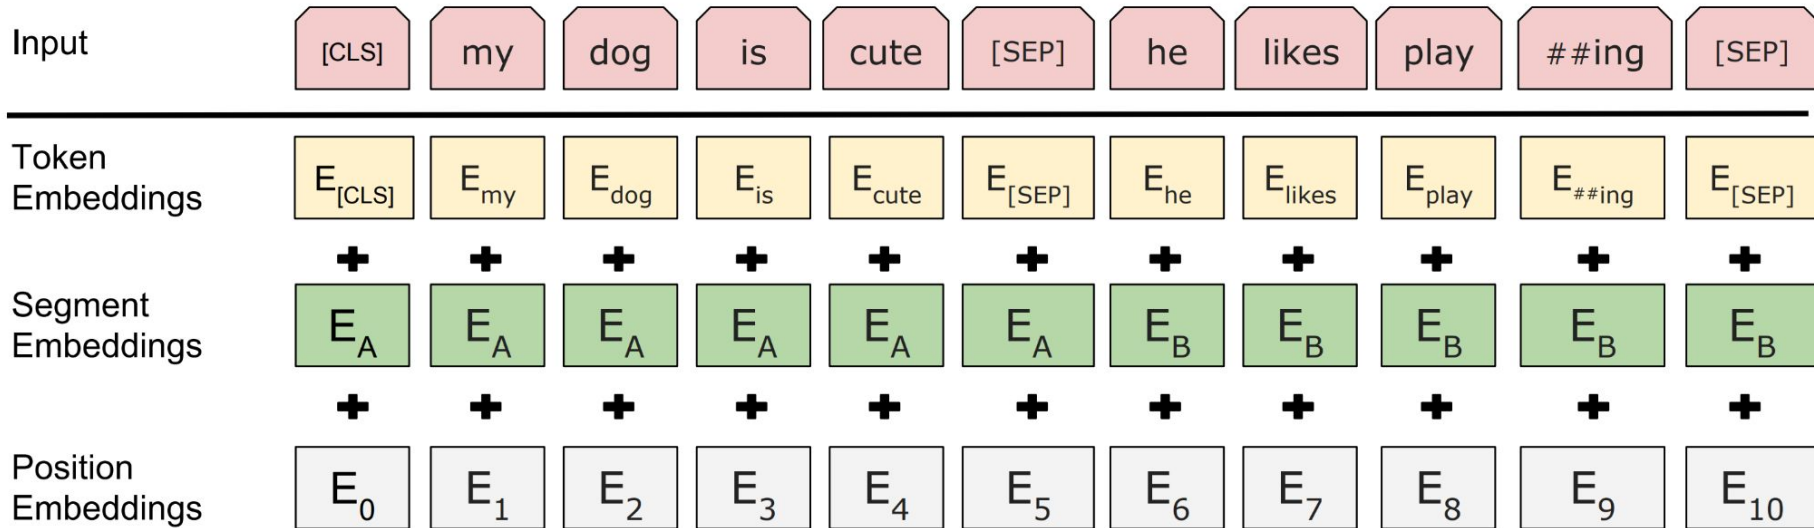 Input [CLS] my dog is cute [SEP] he likes play ##ing [SEP]
Token
Embeddings E[CLS] Emy Edog Eis Ecute E[SEP] Ehe Elikes Eplay E##ing E[SEP]
+ + + + + + + + + + +
Segment
Embeddings EA EA EA EA EA EA EB EB EB EB EB
+ + + + + + + + + + +
Position
Embeddings E0 E1 E2 E3 E4 E5 E6 E7 E8 E9 E10